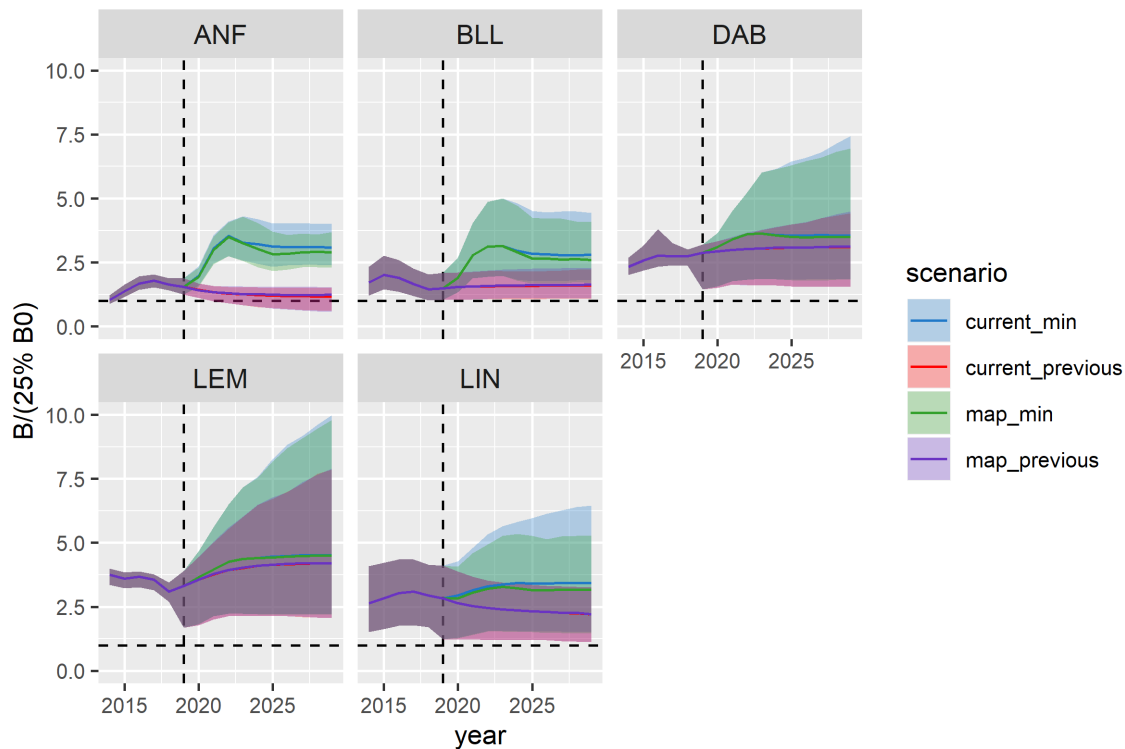 ANF BLL DAB
10.0
7.5
5.0
2.5
0.0
2015 2020 2025
LEM LIN
10.0
7.5
5.0
2.5
0.0
2015 2020 2025 2015 2020 2025
B/(25% B0)
year
scenario
current_min
current_previous
map_min
map_previous